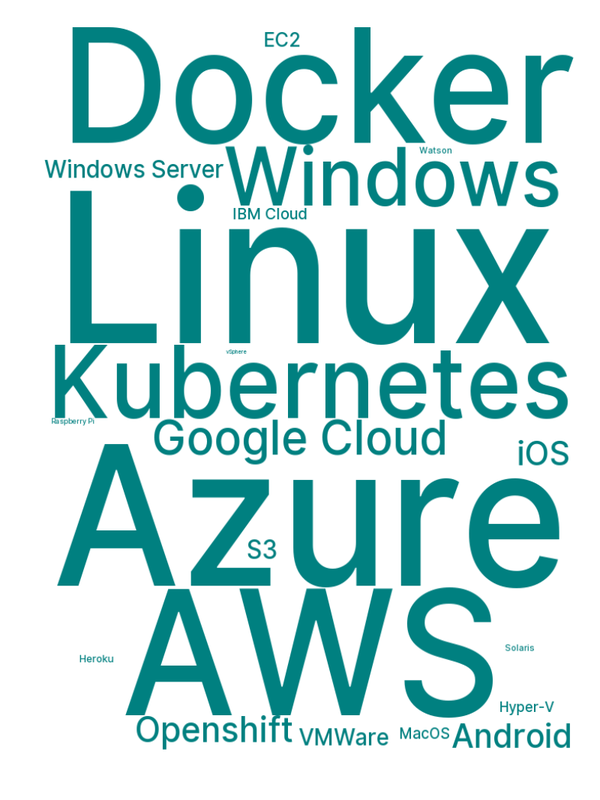 EC2
Docker
Watson
Windows Server
Windows
IBM Cloud
Linux
vSphere
Kubernetes
Raspberry Pi
Google Cloud
iOS
Azure
S3
AWS
Heroku
Solaris
Hyper-V
Openshift
VMWare
MacOS
Android